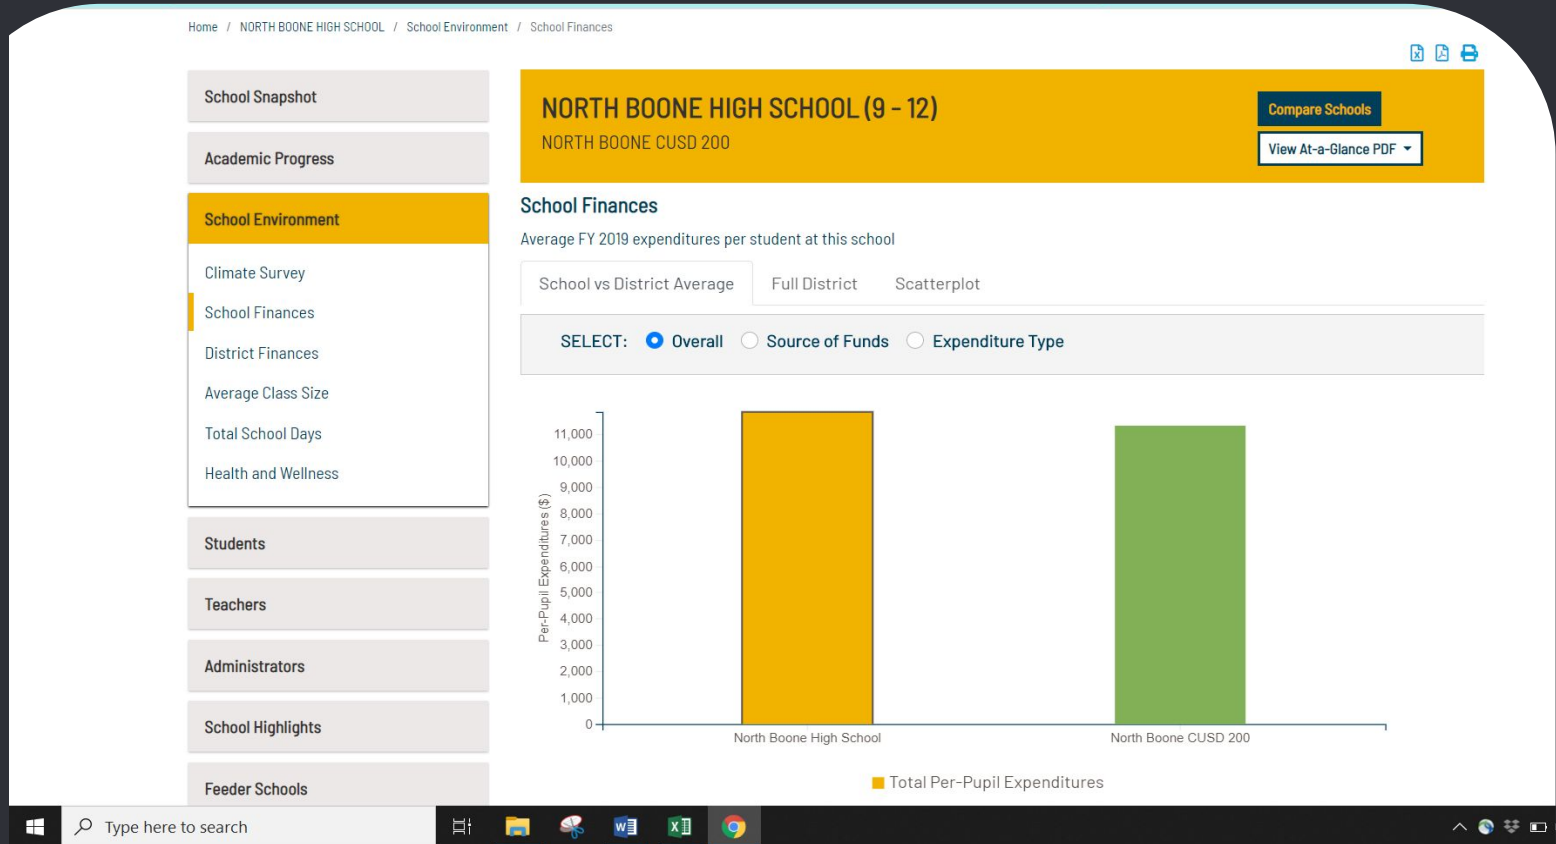 Home / NORTH BOONE HIGH SCHOOL / School Environment / School Finances
School Snapshot
Academic Progress
School Environment
Climate Survey
School Finances
District Finances
Average Class Size
Total School Days
Health and Wellness
Students
Teachers
Administrators
School Highlights
Feeder Schools
NORTH BOONE HIGH SCHOOL (9 - 12)
NORTH BOONE CUSD 200
Compare Schools
View At-a-Glance PDF
School Finances
Average FY 2019 expenditures per student at this school
School vs District Average Full District Scatterplot
SELECT: Overall Source of Funds Expenditure Type
Per-Pupil Expenditures ($)
11,000
10,000
9,000
8,000
7,000
6,000
5,000
4,000
3,000
2,000
1,000
0
North Boone High School North Boone CUSD 200
Total Per-Pupil Expenditures
Type here to search